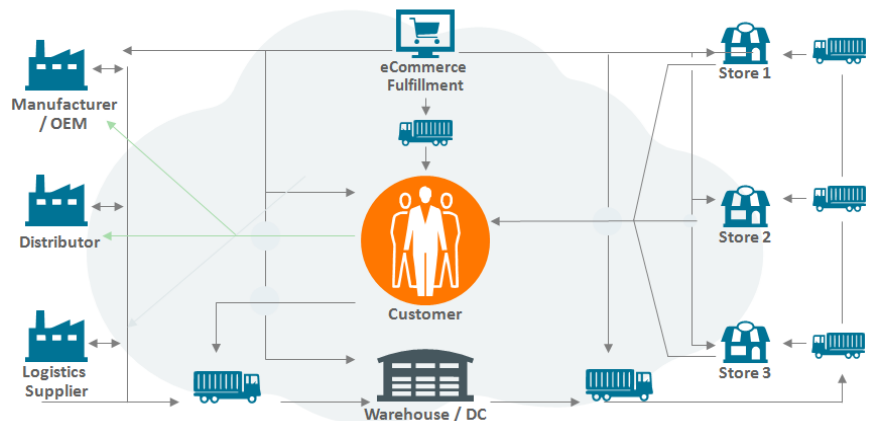 eCommerce
Fulfillment
Store 1
Manufacturer
/ OEM
Distributor
Store 2
Customer
Logistics
Supplier
Store 3
Warehouse / DC